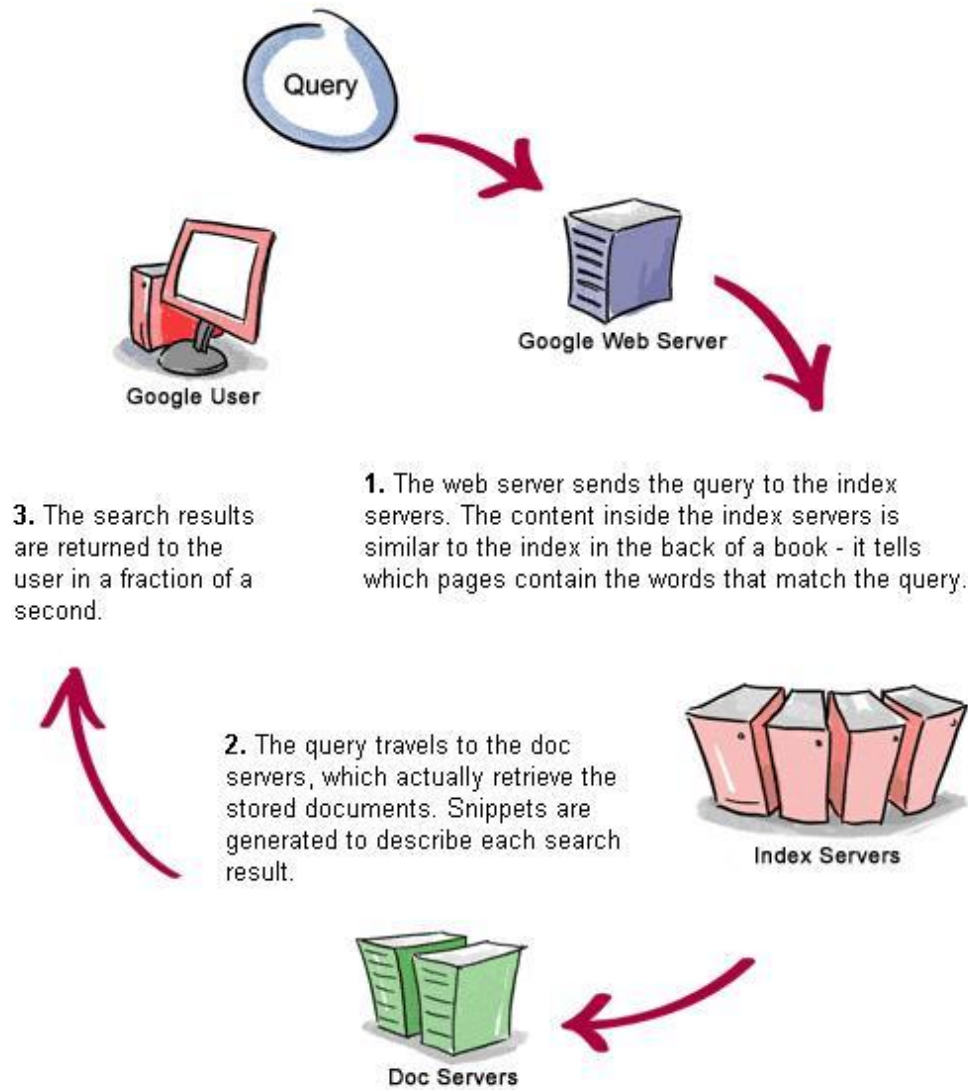 Query
Google Web Server
Google User
1. The web server sends the query to the index
servers. The content inside the index servers is
similar to the index in the back of a book - it tells
which pages contain the words that match the query.
Index Servers
2. The query travels to the doc
servers, which actually retrieve the
stored documents. Snippets are
generated to describe each search
result.
Doc Servers
3. The search results
are returned to the
user in a fraction of a
second.